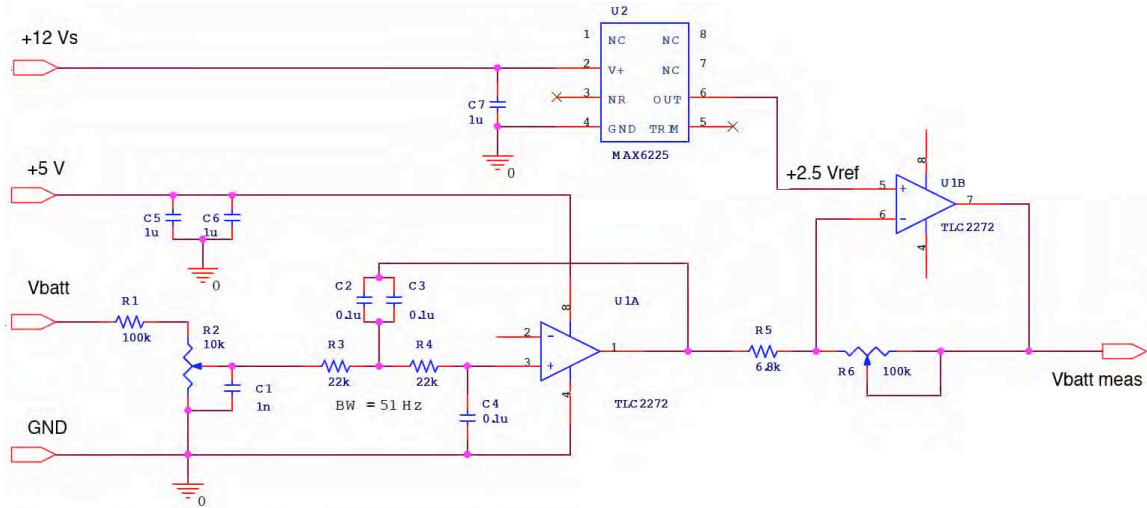 U2
+12 Vs
1 NC NC 8
2 V+ NC 7
3 NR OUT 6
4 GND TRIM 5
C7
1u
MAX6225
0
+5 V
+2.5 Vref
8
5 +
U1B
7
6 −
TLC2272
4
C5
1u
C6
1u
0
Vbatt
C2
0.1u
C3
0.1u
U1A
8
R1
100k
R2
10k
2 −
3 +
1
4
R3
22k
R4
22k
R5
6.8k
R6
100k
Vbatt meas
C1
1n
BW = 51 Hz
C4
0.1u
TLC2272
GND
0